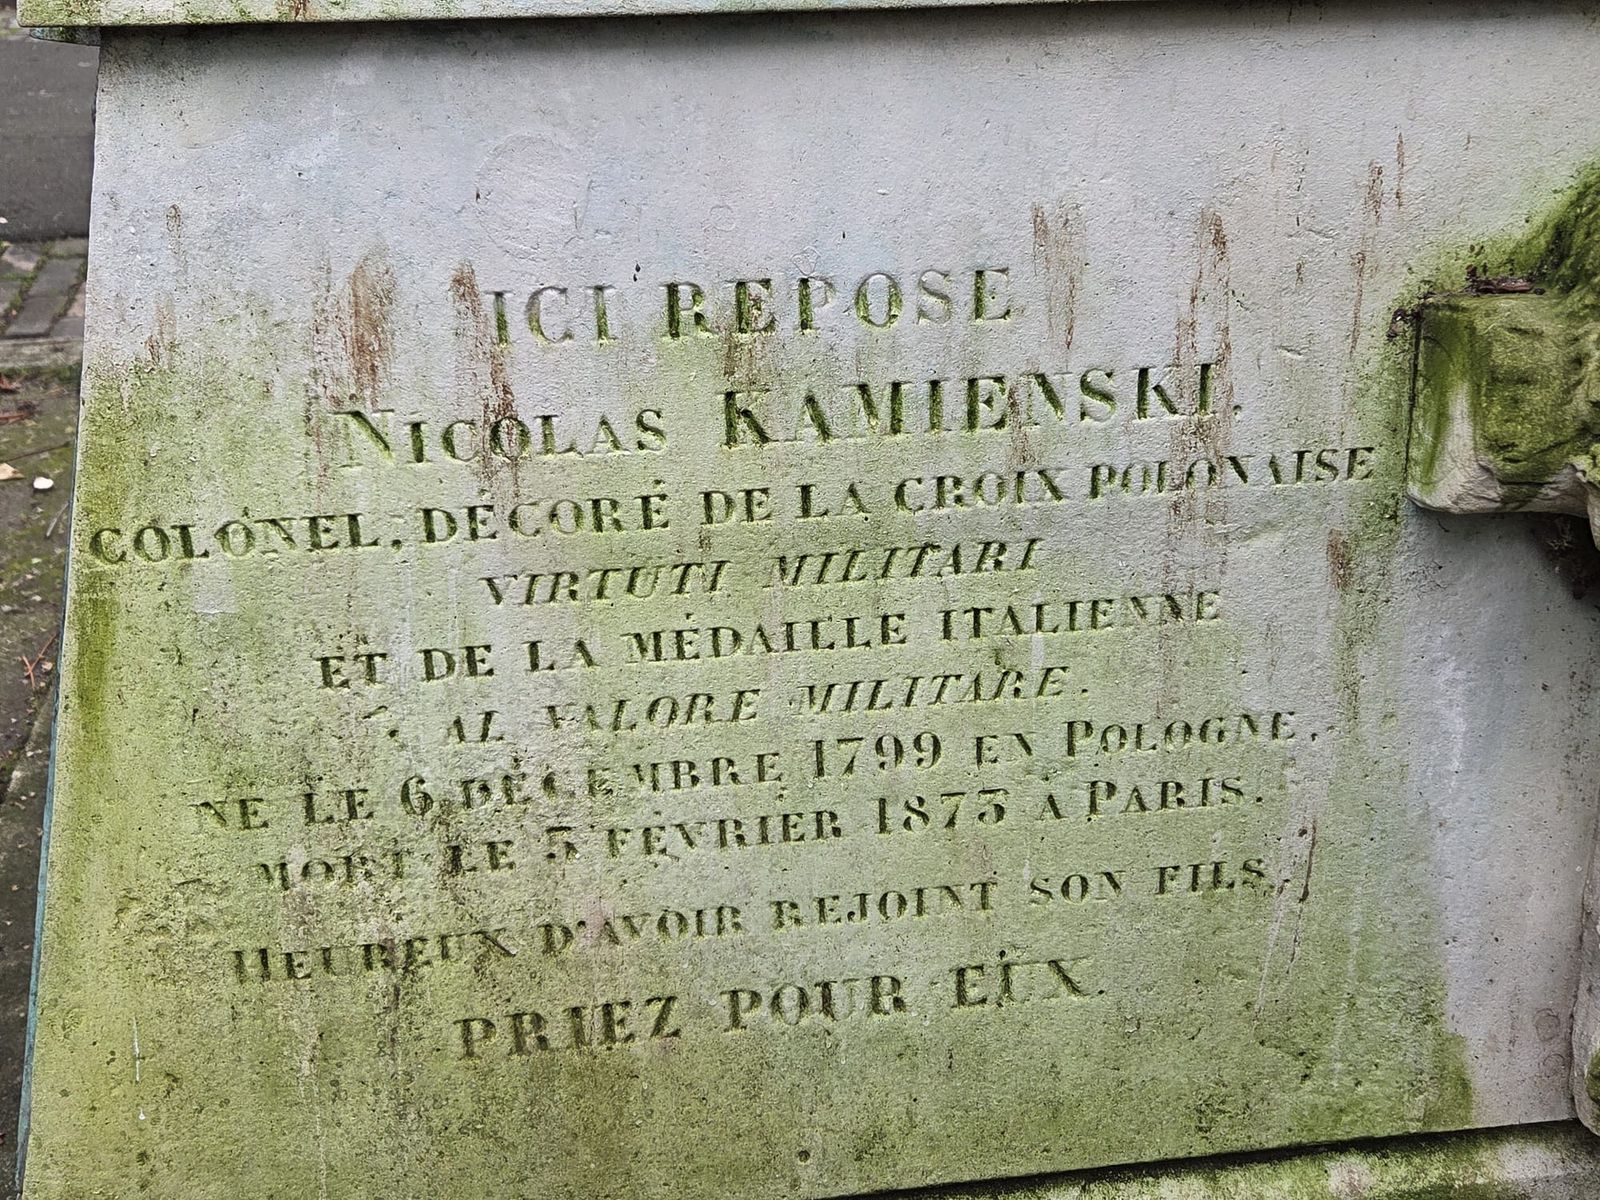 ICI REPOSE
NICOLAS KAMIENSKI.
COLONEL, DÉCORÉ DE LA CROIX POLONAISE
VIRTUTI MILITARI
ET DE LA MÉDAILLE ITALIENNE
AL VALORE MILITARE.
NE LE 6 DÉCEMBRE 1799 EN POLOGNE,
MORT LE 5 FÉVRIER 1873 A PARIS.
HEUREUX D'AVOIR REJOINT SON FILS,
PRIEZ POUR EUX.